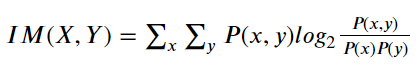 IM(X, Y) = ∑ₓ ∑ᵧ P(x, y)log₂ P(x,y) / P(x)P(y)